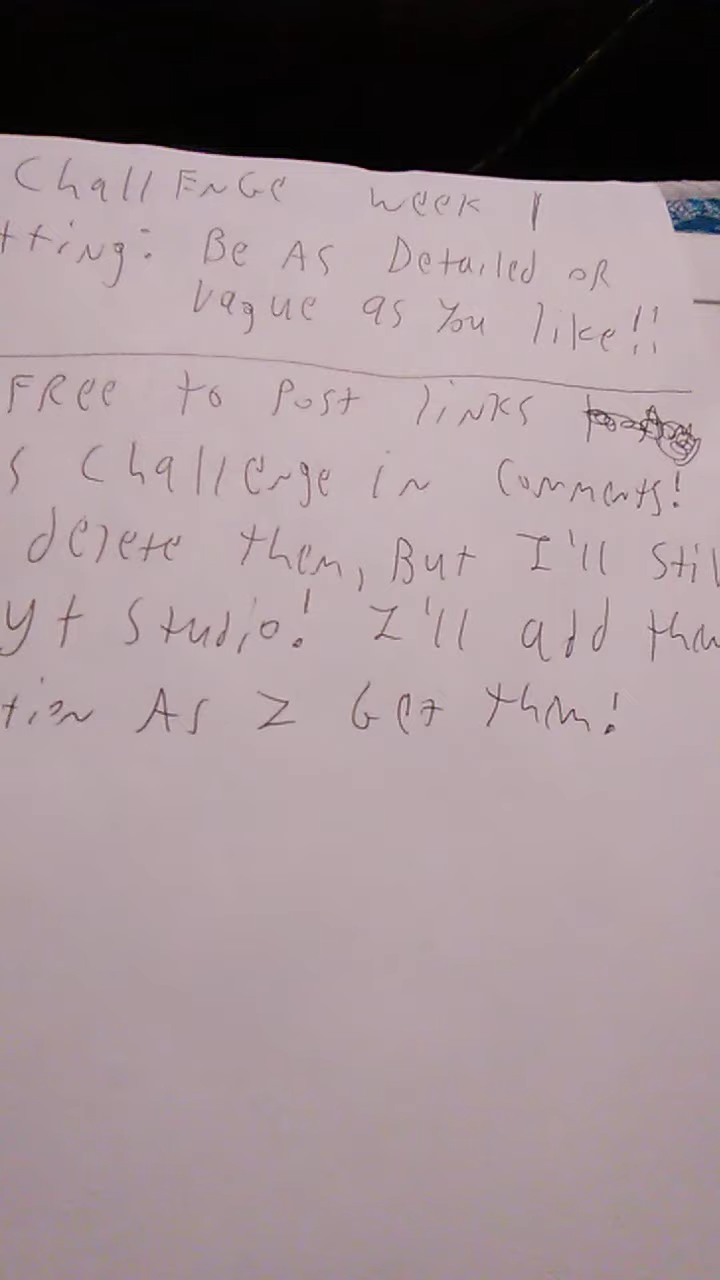 ChallENGe week 1
tting: Be As Detailed oR
vague as You like!!
FRee to Post links
s challenge in comments!
delete them, But I'll Stil
yt Studio! I'll add them
tion As I Get them!